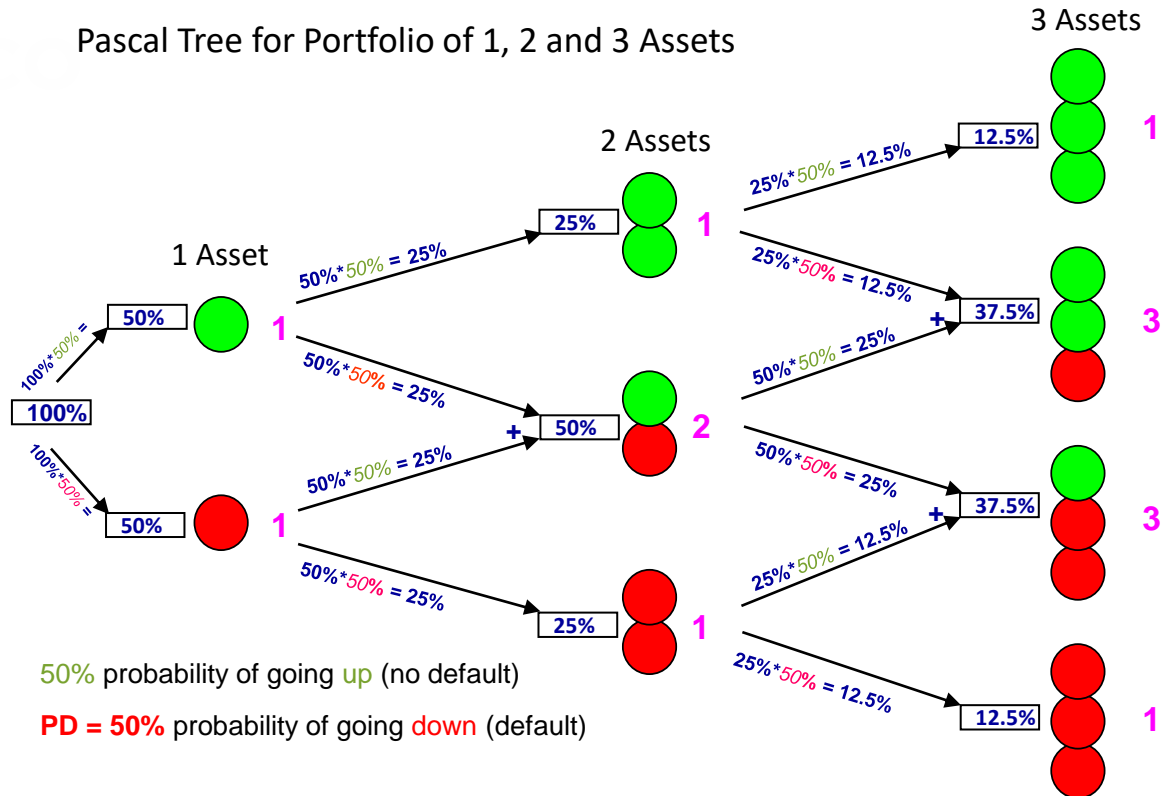 Pascal Tree for Portfolio of 1, 2 and 3 Assets
1 Asset
2 Assets
3 Assets
100%
100%*50% =
100%*50% =
50%
1
50%
1
50%*50% = 25%
50%*50% = 25%
+
50%*50% = 25%
50%*50% = 25%
25%
1
50%
2
25%
1
25%*50% = 12.5%
25%*50% = 12.5%
+
50%*50% = 25%
50%*50% = 25%
+
25%*50% = 12.5%
25%*50% = 12.5%
12.5%
1
37.5%
3
37.5%
3
12.5%
1
50% probability of going up (no default)
PD = 50% probability of going down (default)